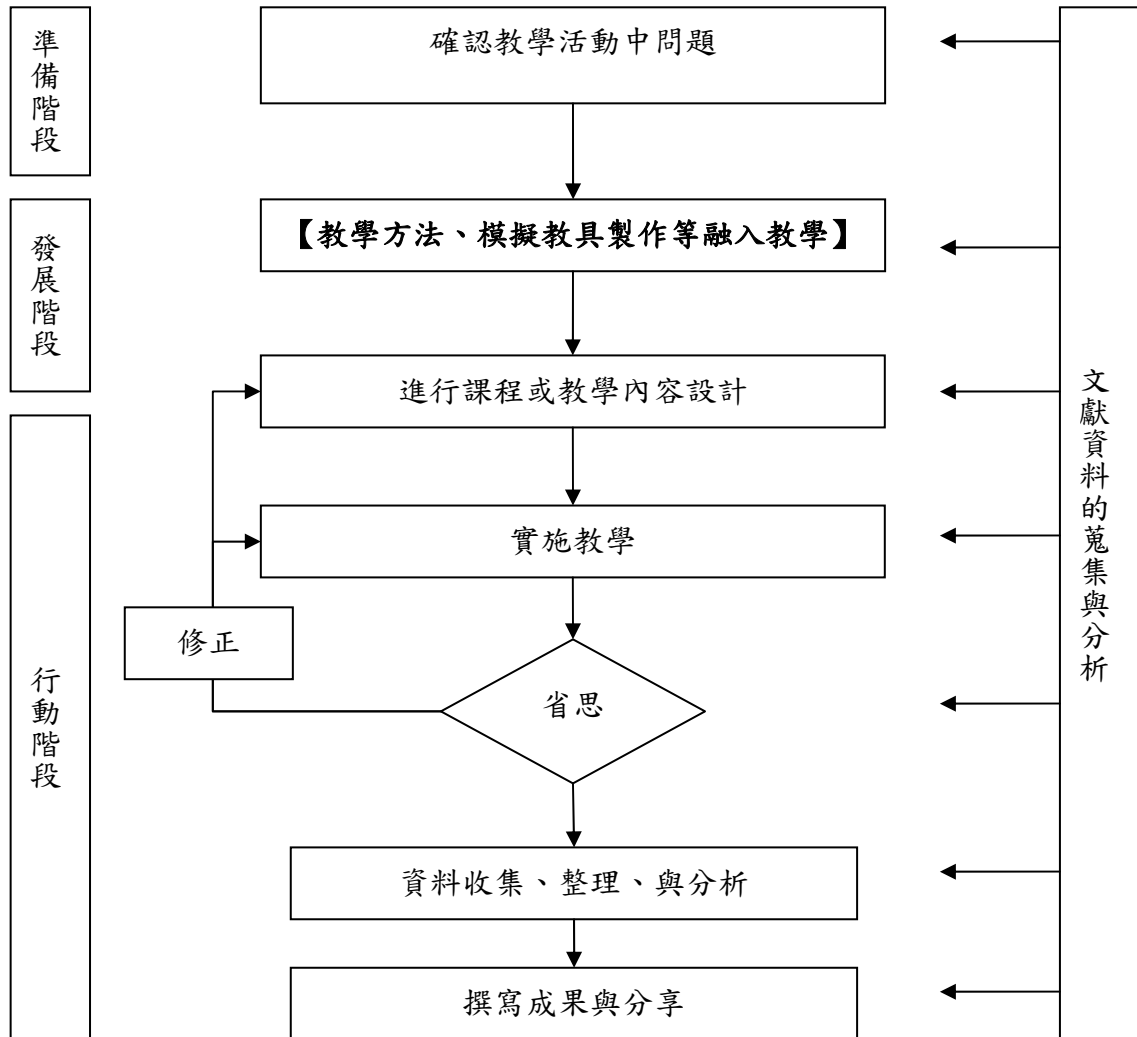 準備階段
確認教學活動中問題
發展階段
【教學方法、模擬教具製作等融入教學】
進行課程或教學內容設計
行動階段
實施教學
修正
省思
資料收集、整理、與分析
撰寫成果與分享
文獻資料的蒐集與分析